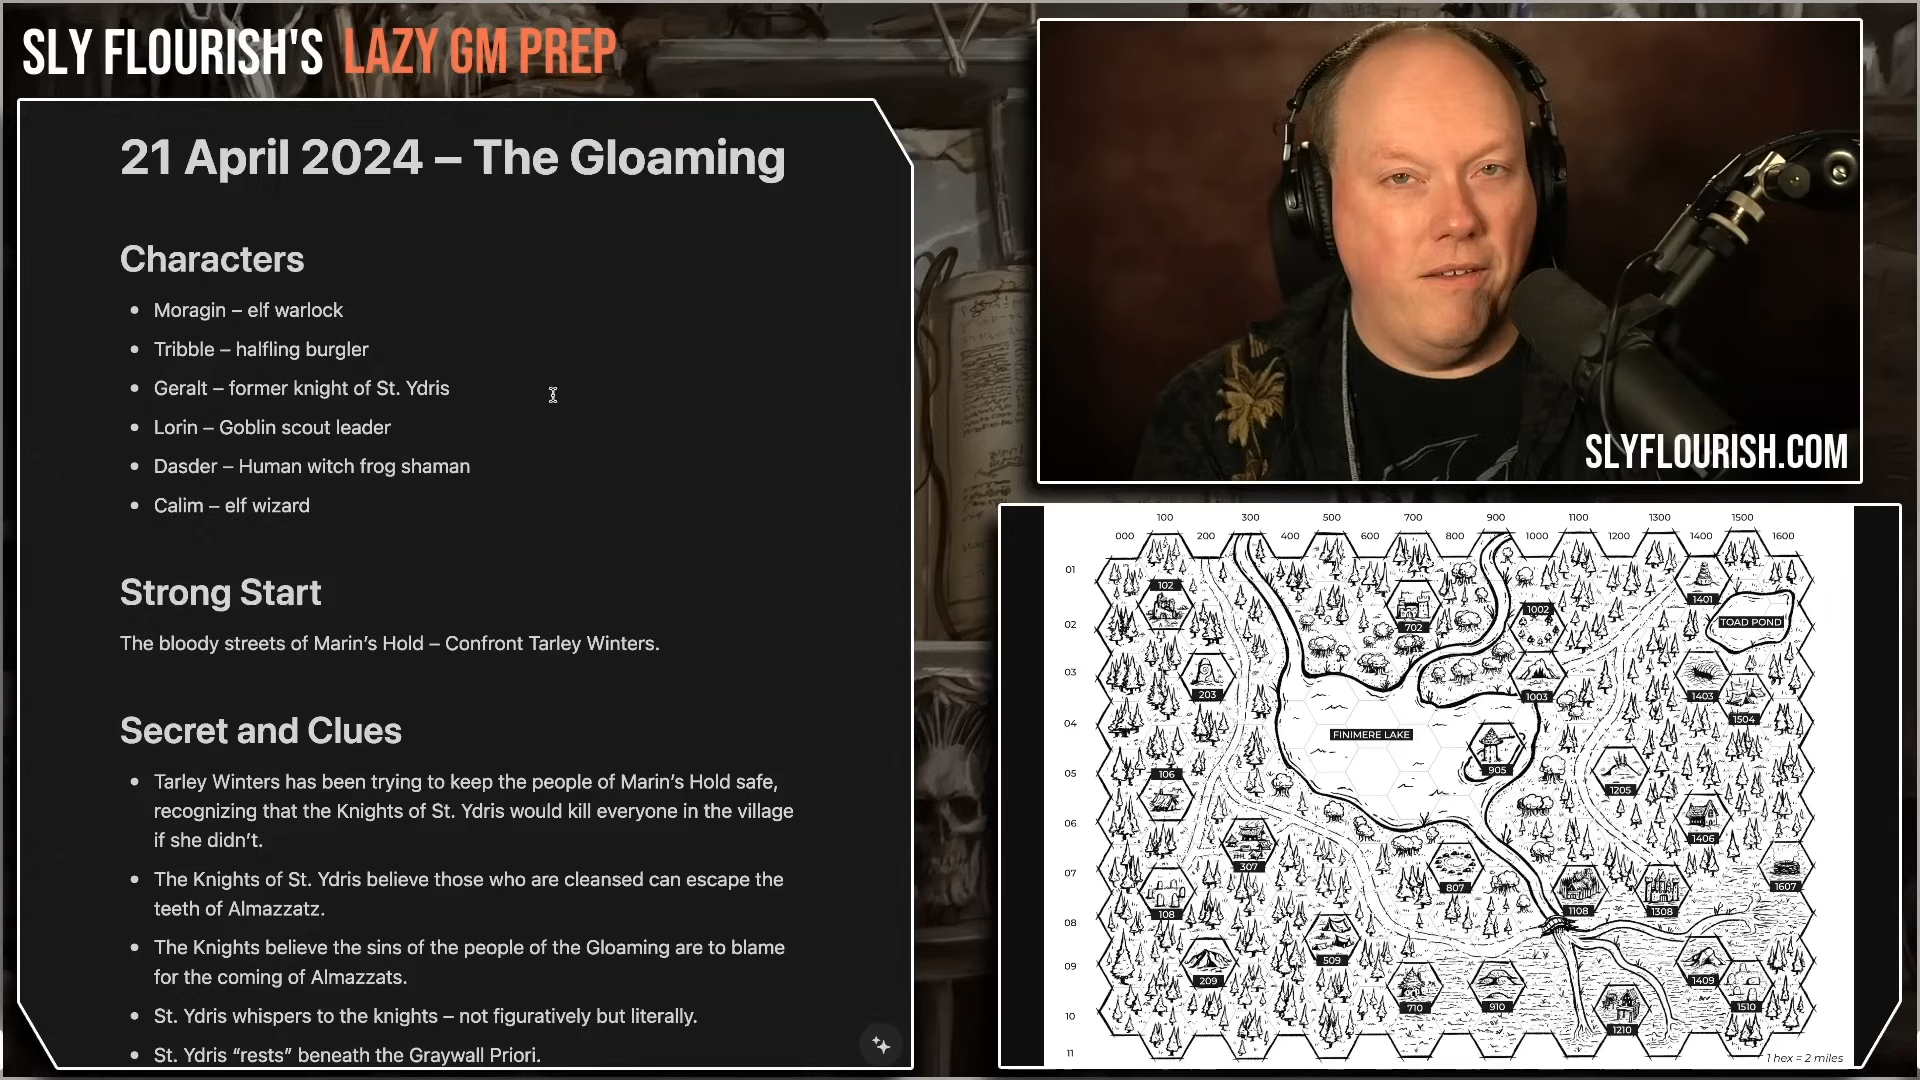 SLY FLOURISH'S LAZY GM PREP
21 April 2024 – The Gloaming
Characters
• Moragin – elf warlock
• Tribble – halfling burgler
• Geralt – former knight of St. Ydris
• Lorin – Goblin scout leader
• Dasder – Human witch frog shaman
• Calim – elf wizard
Strong Start
The bloody streets of Marin’s Hold – Confront Tarley Winters.
Secret and Clues
• Tarley Winters has been trying to keep the people of Marin’s Hold safe,
recognizing that the Knights of St. Ydris would kill everyone in the village
if she didn’t.
• The Knights of St. Ydris believe those who are cleansed can escape the
teeth of Almazzatz.
• The Knights believe the sins of the people of the Gloaming are to blame
for the coming of Almazzats.
• St. Ydris whispers to the knights – not figuratively but literally.
• St. Ydris “rests” beneath the Graywall Priori.
SLYFLOURISH.COM
100 300 500 700 900 1100 1300 1500
000 200 400 600 800 1000 1200 1400 1600
01
102
1401
02
702
1002
TOAD POND
03
203
1003
1403
1504
04
FINIMERE LAKE
905
05
106
1205
06
1406
307
07
807
1607
108
1108
1308
08
509
09
209
1409
710
910
1510
10
1210
11
1 hex = 2 miles